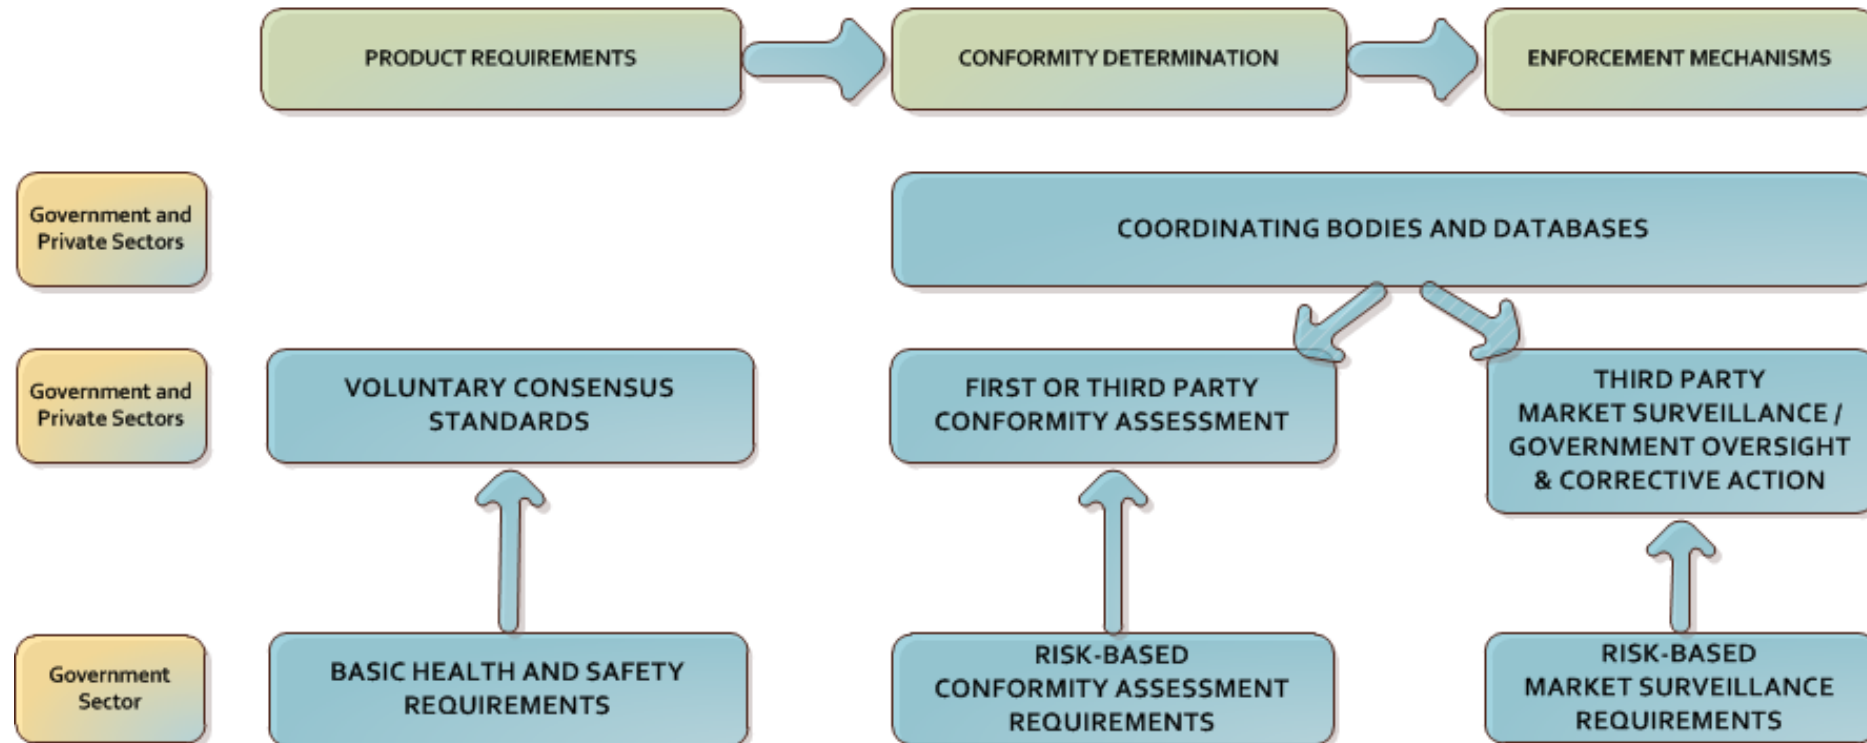 PRODUCT REQUIREMENTS
CONFORMITY DETERMINATION
ENFORCEMENT MECHANISMS
Government and
Private Sectors
COORDINATING BODIES AND DATABASES
Government and
Private Sectors
VOLUNTARY CONSENSUS
STANDARDS
FIRST OR THIRD PARTY
CONFORMITY ASSESSMENT
THIRD PARTY
MARKET SURVEILLANCE /
GOVERNMENT OVERSIGHT
& CORRECTIVE ACTION
Government
Sector
BASIC HEALTH AND SAFETY
REQUIREMENTS
RISK-BASED
CONFORMITY ASSESSMENT
REQUIREMENTS
RISK-BASED
MARKET SURVEILLANCE
REQUIREMENTS